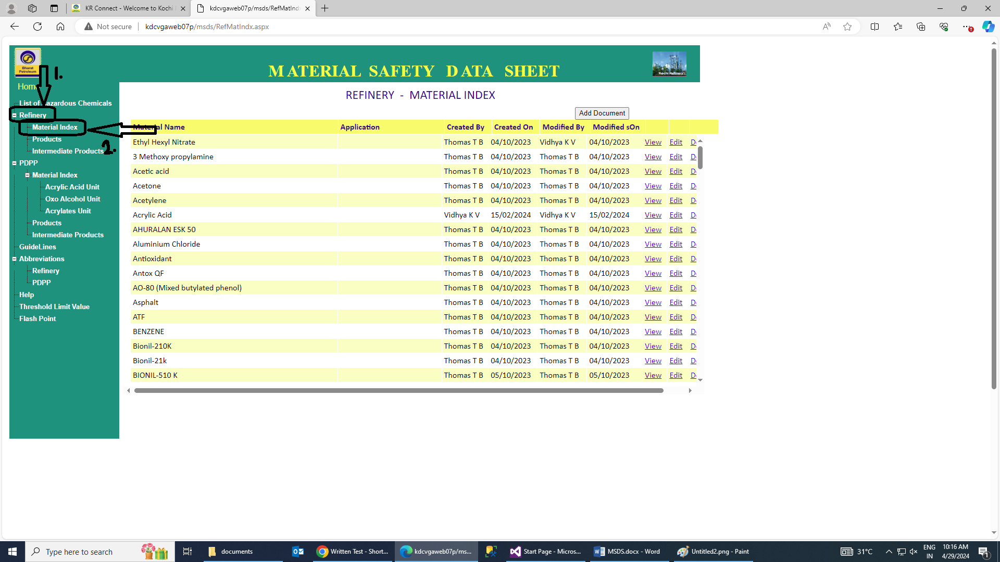 KR Connect - Welcome to Kochi
kdcvgaweb07p/msds/RefMatInd
Not secure
kdcvgaweb07p/msds/RefMatIndx.aspx
Bharat
Petroleum
MATERIAL SAFETY DATA SHEET
Kochi Refinery
1.
2.
Home
List of Hazardous Chemicals
Refinery
Material Index
Products
Intermediate Products
PDPP
Material Index
Acrylic Acid Unit
Oxo Alcohol Unit
Acrylates Unit
Products
Intermediate Products
GuideLines
Abbreviations
Refinery
PDPP
Help
Threshold Limit Value
Flash Point
REFINERY - MATERIAL INDEX
Add Document
Material Name Application Created By Created On Modified By Modified sOn
Ethyl Hexyl Nitrate Thomas T B 04/10/2023 Vidhya K V 04/10/2023 View Edit
3 Methoxy propylamine Thomas T B 04/10/2023 Thomas T B 04/10/2023 View Edit
Acetic acid Thomas T B 04/10/2023 Thomas T B 04/10/2023 View Edit
Acetone Thomas T B 04/10/2023 Thomas T B 04/10/2023 View Edit
Acetylene Thomas T B 04/10/2023 Thomas T B 04/10/2023 View Edit
Acrylic Acid Vidhya K V 15/02/2024 Vidhya K V 15/02/2024 View Edit
AHURALAN ESK 50 Thomas T B 04/10/2023 Thomas T B 04/10/2023 View Edit
Aluminium Chloride Thomas T B 04/10/2023 Thomas T B 04/10/2023 View Edit
Antioxidant Thomas T B 04/10/2023 Thomas T B 04/10/2023 View Edit
Antox QF Thomas T B 04/10/2023 Thomas T B 04/10/2023 View Edit
AO-80 (Mixed butylated phenol) Thomas T B 04/10/2023 Thomas T B 04/10/2023 View Edit
Asphalt Thomas T B 04/10/2023 Thomas T B 04/10/2023 View Edit
ATF Thomas T B 04/10/2023 Thomas T B 04/10/2023 View Edit
BENZENE Thomas T B 04/10/2023 Thomas T B 04/10/2023 View Edit
Bionil-210K Thomas T B 04/10/2023 Thomas T B 04/10/2023 View Edit
Bionil-21k Thomas T B 04/10/2023 Thomas T B 04/10/2023 View Edit
BIONIL-510 K Thomas T B 05/10/2023 Thomas T B 05/10/2023 View Edit
Type here to search
documents
Written Test - Short...
kdcvgaweb07p/ms...
Start Page - Micros...
MSDS.docx - Word
Untitled2.png - Paint
31°C
ENG
IN
10:16 AM
4/29/2024
1